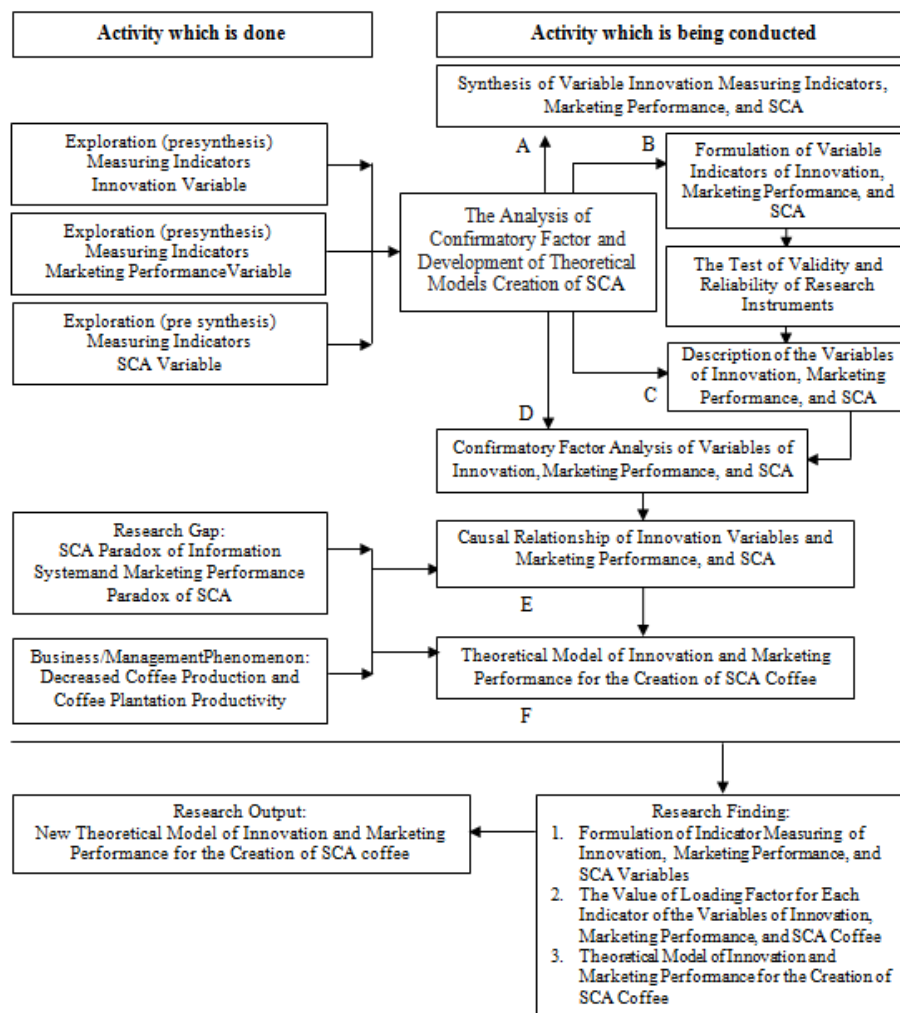 Activity which is done
Activity which is being conducted
Synthesis of Variable Innovation Measuring Indicators,
Marketing Performance, and SCA
A
B
Exploration (presynthesis)
Measuring Indicators
Innovation Variable
Exploration (presynthesis)
Measuring Indicators
Marketing Performance Variable
Exploration (pre synthesis)
Measuring Indicators
SCA Variable
The Analysis of
Confirmatory Factor and
Development of Theoretical
Models Creation of SCA
Formulation of Variable
Indicators of Innovation,
Marketing Performance, and
SCA
The Test of Validity and
Reliability of Research
Instruments
Description of the Variables
of Innovation, Marketing
Performance, and SCA
C
D
Confirmatory Factor Analysis of Variables of
Innovation, Marketing Performance, and SCA
Research Gap:
SCA Paradox of Information
Systemand Marketing Performance
Paradox of SCA
Causal Relationship of Innovation Variables and
Marketing Performance, and SCA
E
Business/ManagementPhenomenon:
Decreased Coffee Production and
Coffee Plantation Productivity
Theoretical Model of Innovation and Marketing
Performance for the Creation of SCA Coffee
F
Research Output:
New Theoretical Model of Innovation and Marketing
Performance for the Creation of SCA coffee
Research Finding:
1. Formulation of Indicator Measuring of
Innovation, Marketing Performance, and
SCA Variables
2. The Value of Loading Factor for Each
Indicator of the Variables of Innovation,
Marketing Performance, and SCA Coffee
3. Theoretical Model of Innovation and
Marketing Performance for the Creation of
SCA Coffee